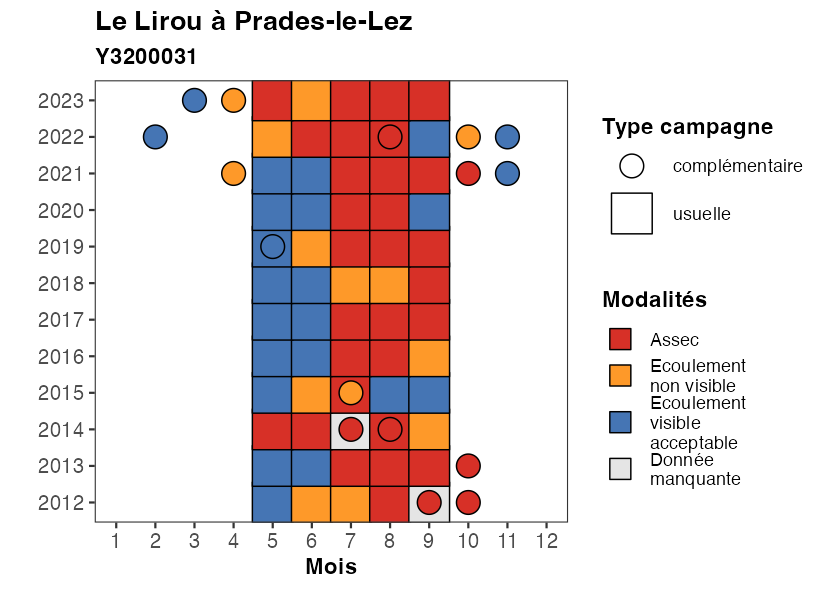 Le Lirou à Prades-le-Lez
Y3200031
2023
2022
2021
2020
2019
2018
2017
2016
2015
2014
2013
2012
1 2 3 4 5 6 7 8 9 10 11 12
Mois
Type campagne
complémentaire
usuelle
Modalités
Assec
Ecoulement
non visible
Ecoulement
visible
acceptable
Donnée
manquante